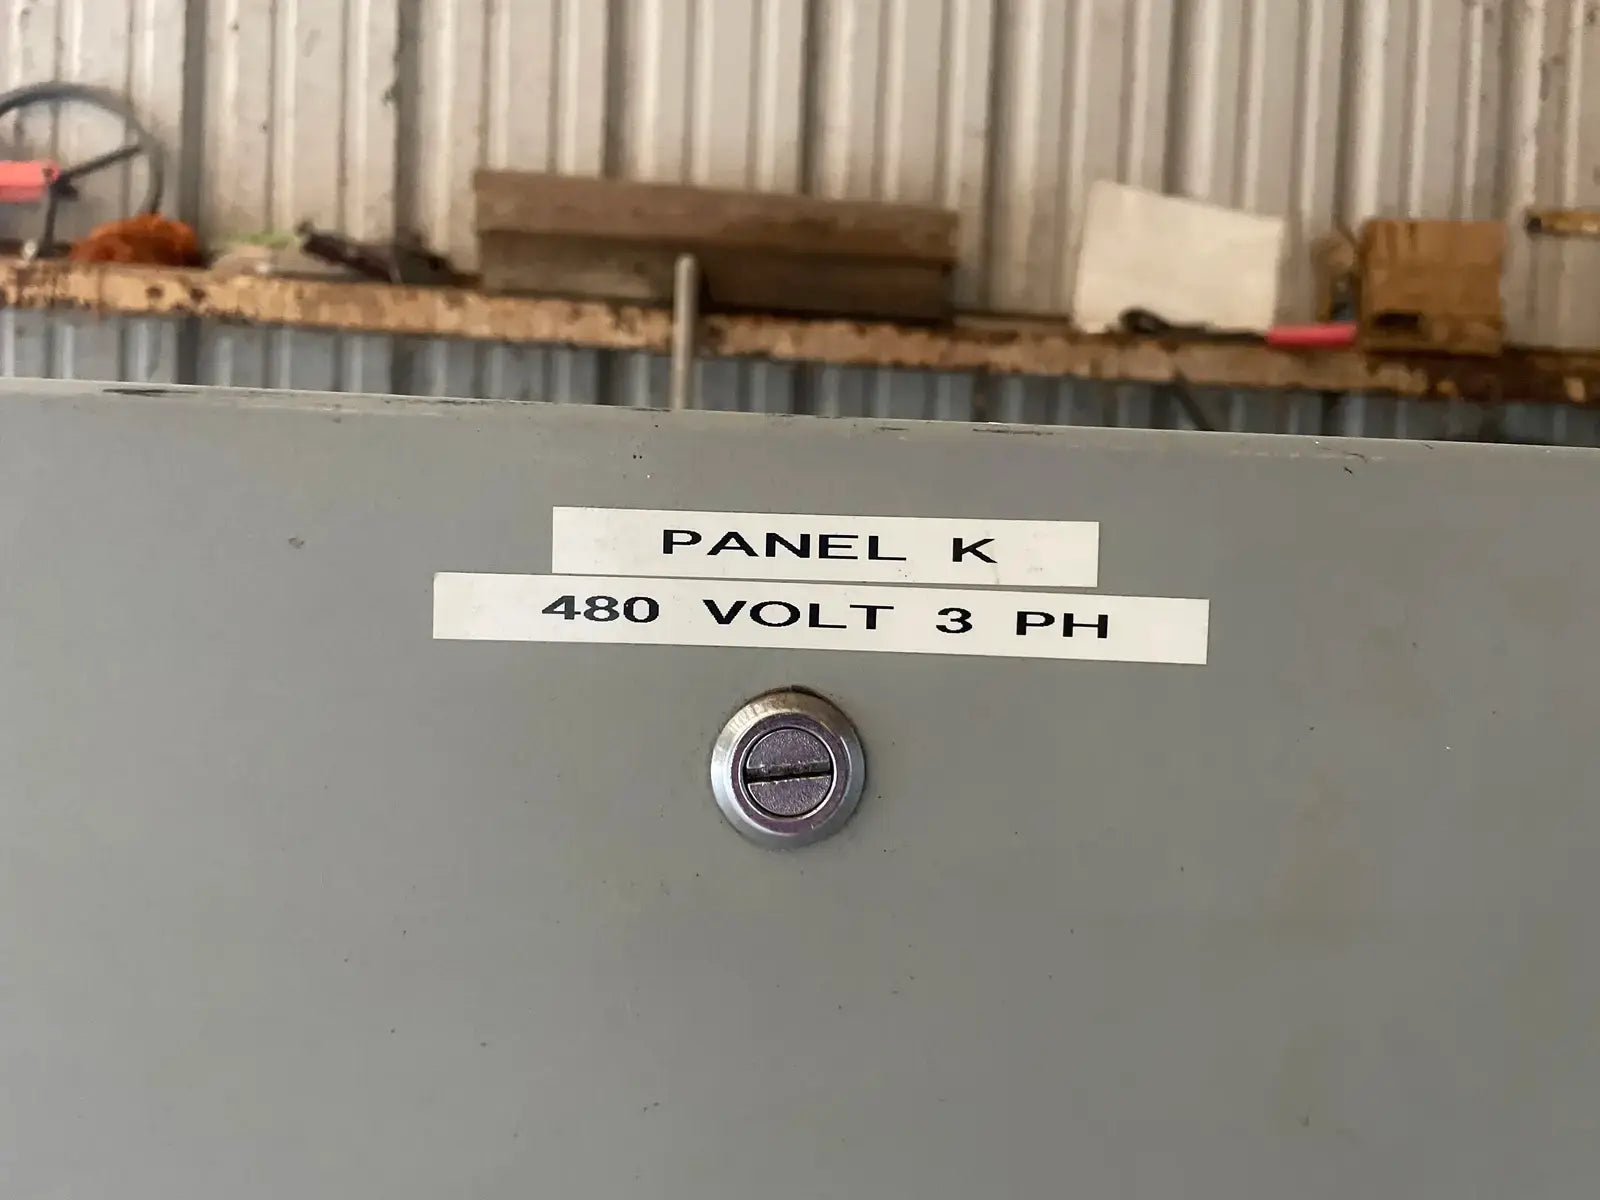 PANEL K
480 VOLT 3 PH